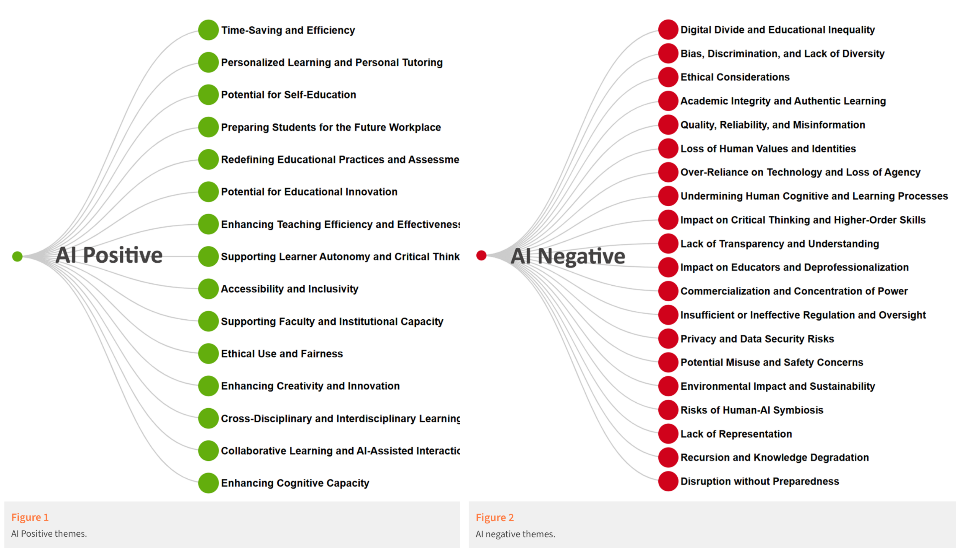 Time-Saving and Efficiency
Personalized Learning and Personal Tutoring
Potential for Self-Education
Preparing Students for the Future Workplace
Redefining Educational Practices and Assessme
Potential for Educational Innovation
Enhancing Teaching Efficiency and Effectiveness
AI Positive
Supporting Learner Autonomy and Critical Think
Accessibility and Inclusivity
Supporting Faculty and Institutional Capacity
Ethical Use and Fairness
Enhancing Creativity and Innovation
Cross-Disciplinary and Interdisciplinary Learning
Collaborative Learning and AI-Assisted Interactio
Enhancing Cognitive Capacity
Figure 1
AI Positive themes.
Digital Divide and Educational Inequality
Bias, Discrimination, and Lack of Diversity
Ethical Considerations
Academic Integrity and Authentic Learning
Quality, Reliability, and Misinformation
Loss of Human Values and Identities
Over-Reliance on Technology and Loss of Agency
Undermining Human Cognitive and Learning Processes
Impact on Critical Thinking and Higher-Order Skills
Lack of Transparency and Understanding
AI Negative
Impact on Educators and Deprofessionalization
Commercialization and Concentration of Power
Insufficient or Ineffective Regulation and Oversight
Privacy and Data Security Risks
Potential Misuse and Safety Concerns
Environmental Impact and Sustainability
Risks of Human-AI Symbiosis
Lack of Representation
Recursion and Knowledge Degradation
Disruption without Preparedness
Figure 2
AI negative themes.